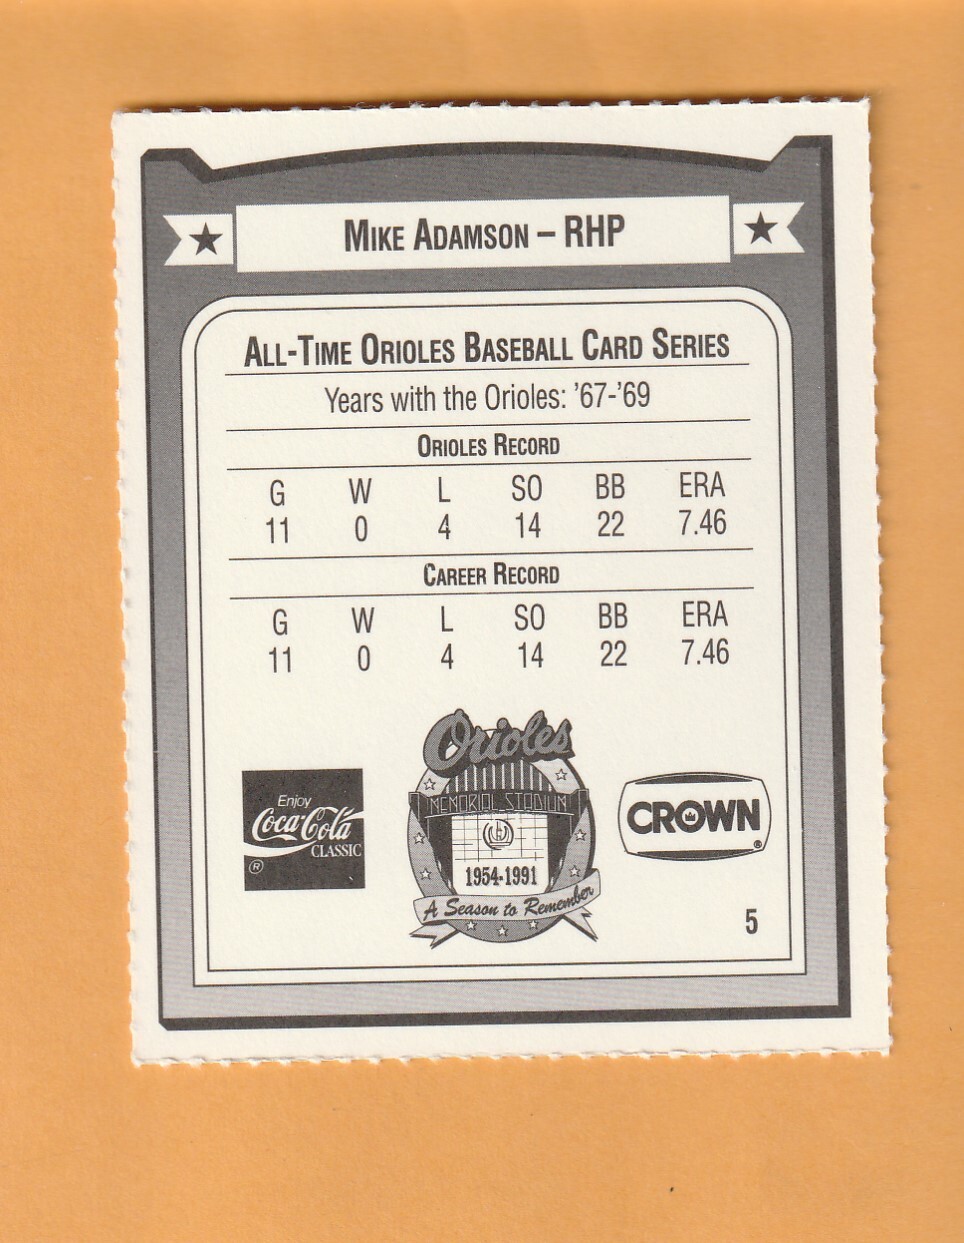 MIKE ADAMSON – RHP
ALL-TIME ORIOLES BASEBALL CARD SERIES
Years with the Orioles: '67-'69
ORIOLES RECORD
G W L SO BB ERA
11 0 4 14 22 7.46
CAREER RECORD
G W L SO BB ERA
11 0 4 14 22 7.46
Orioles
MEMORIAL STADIUM
1954-1991
A Season to Remember
Enjoy
Coca-Cola
CLASSIC
®
CROWN
®
5